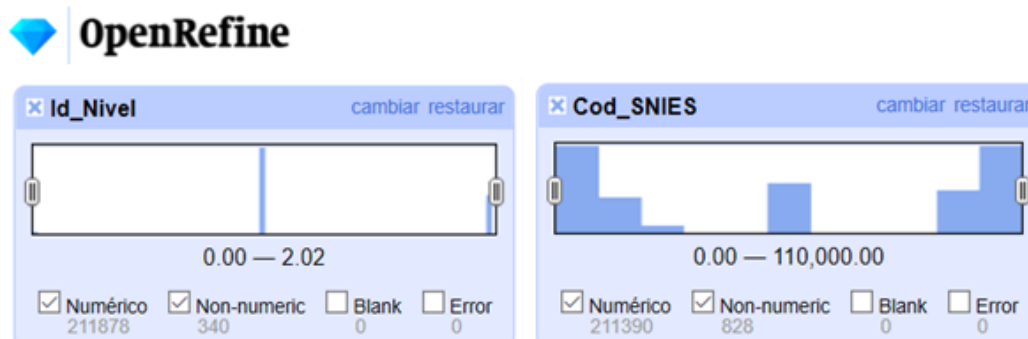 OpenRefine
Id_Nivel cambiar restaurar
0.00 — 2.02
Numérico Non-numeric Blank Error
211878 340 0 0
Cod_SNIES cambiar restaurar
0.00 — 110,000.00
Numérico Non-numeric Blank Error
211390 828 0 0